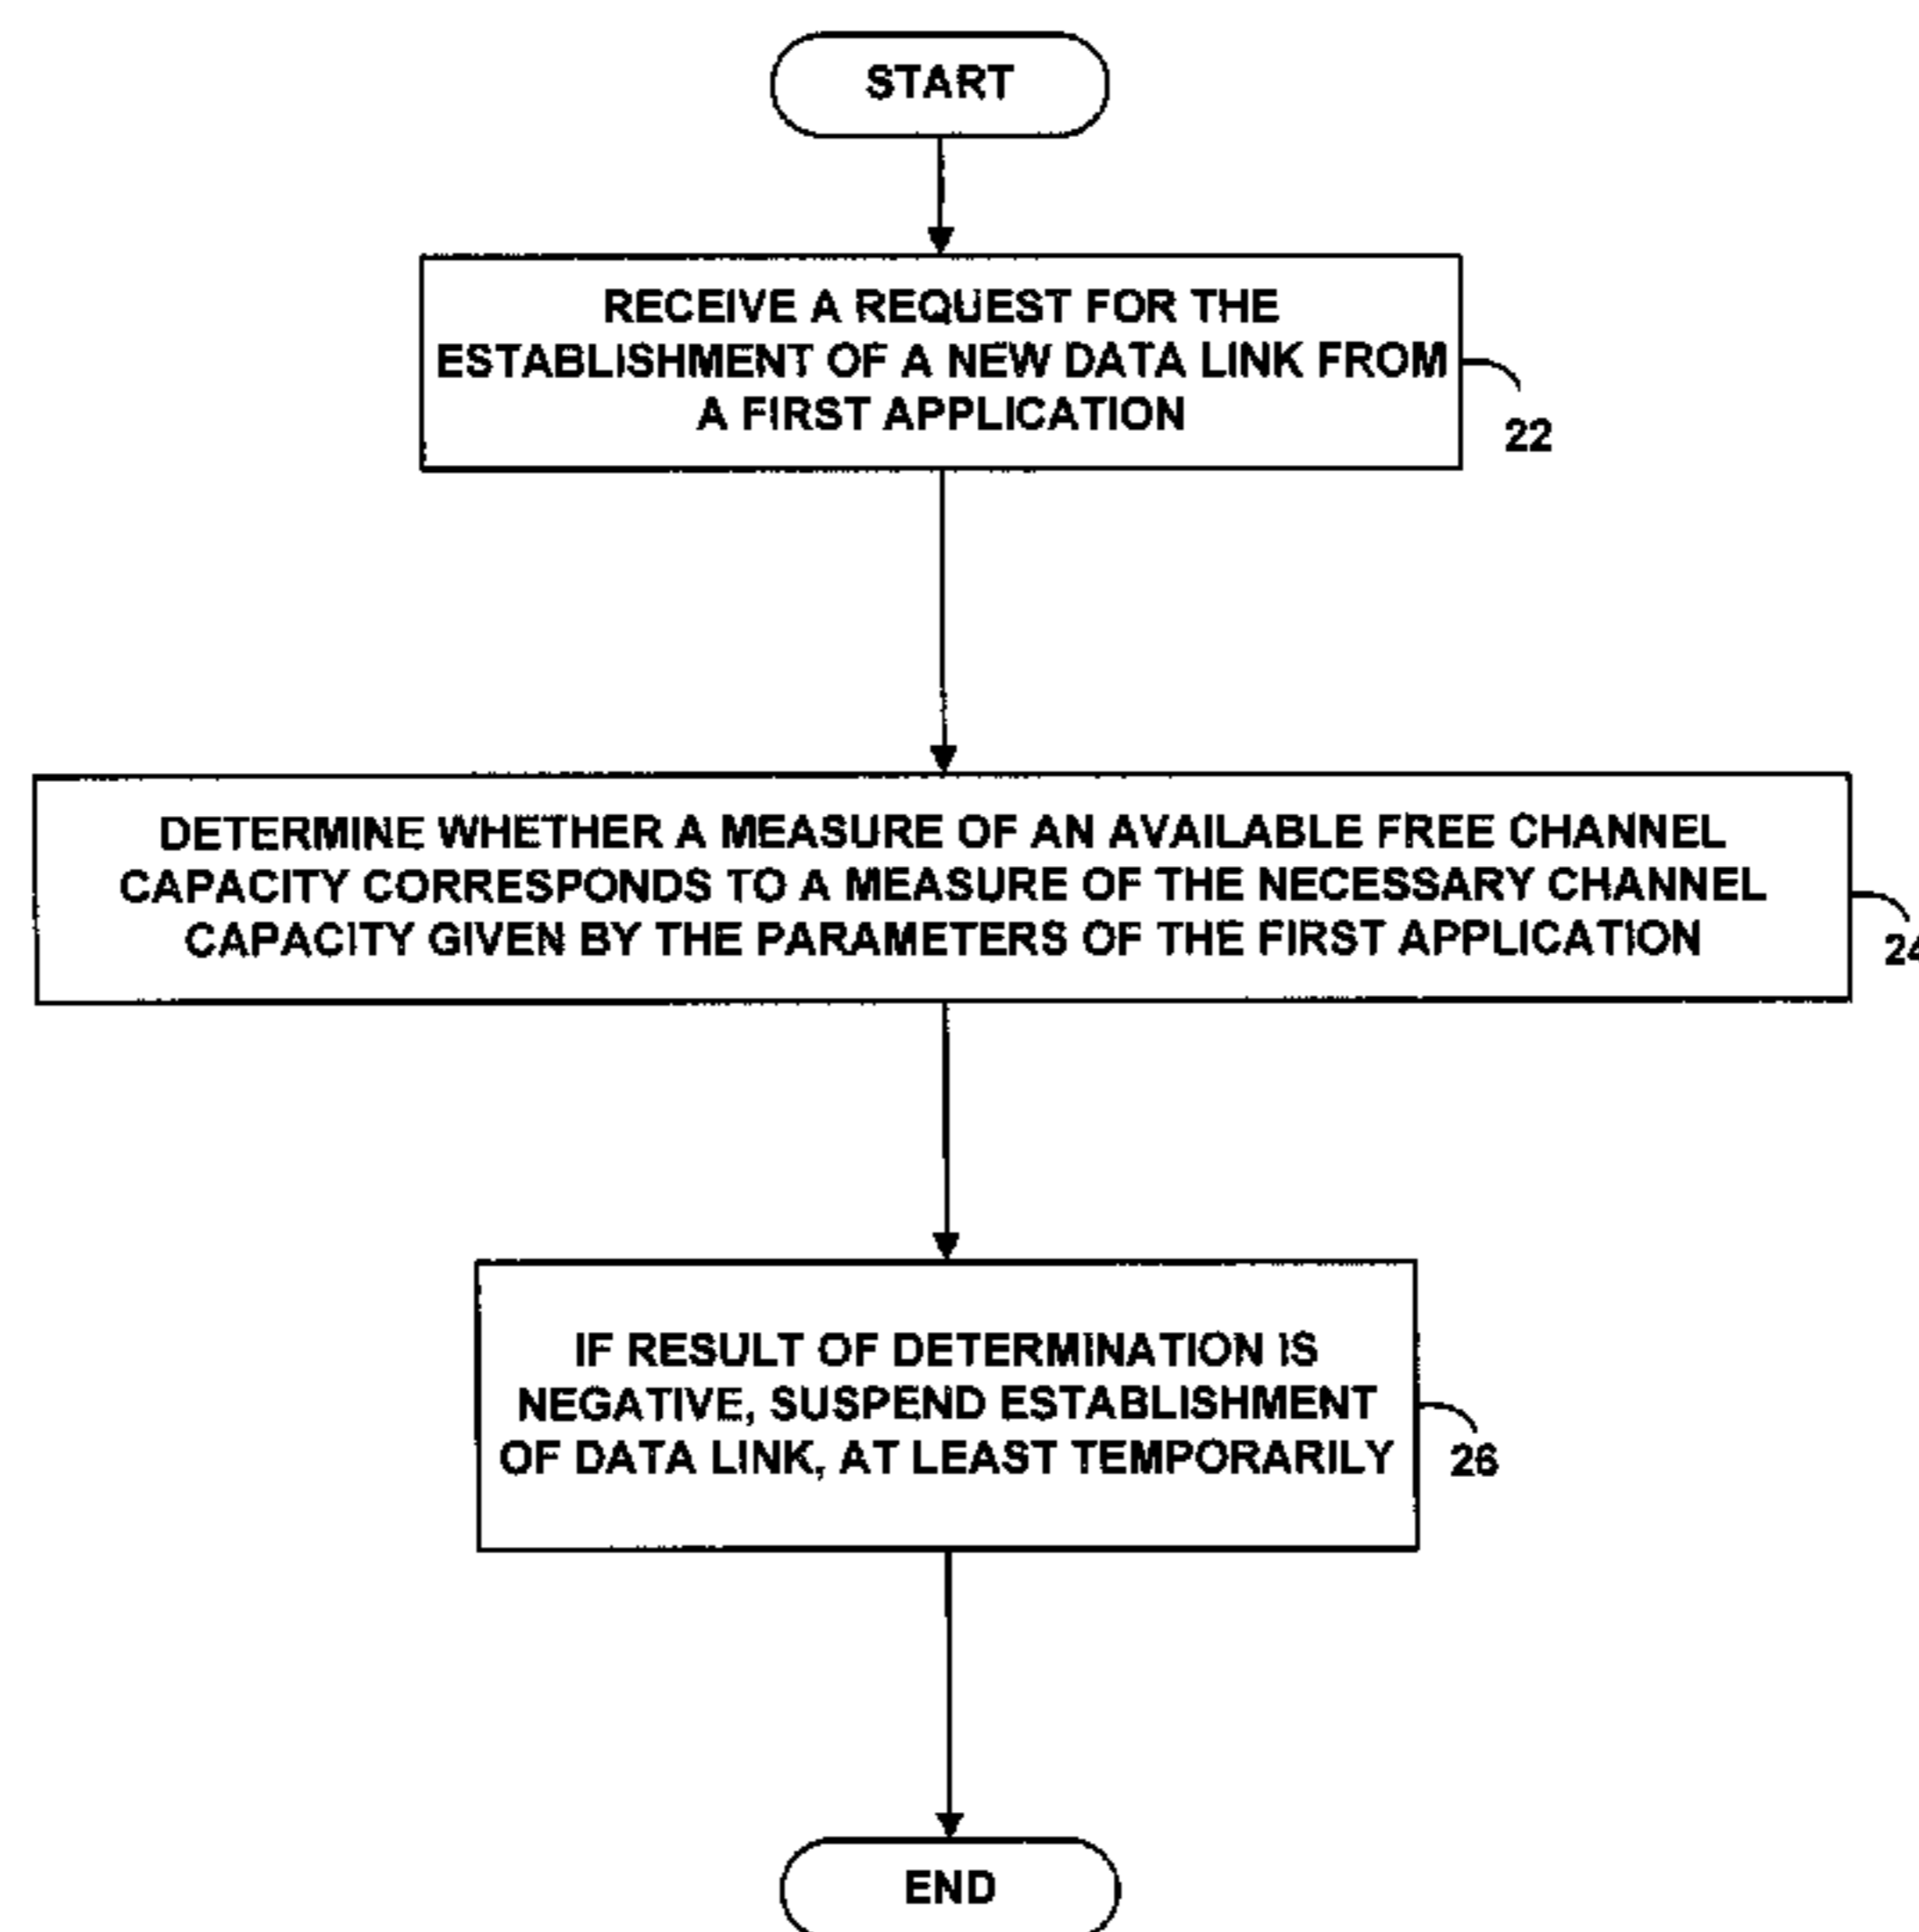 START
RECEIVE A REQUEST FOR THE
ESTABLISHMENT OF A NEW DATA LINK FROM
A FIRST APPLICATION
22
DETERMINE WHETHER A MEASURE OF AN AVAILABLE FREE CHANNEL
CAPACITY CORRESPONDS TO A MEASURE OF THE NECESSARY CHANNEL
CAPACITY GIVEN BY THE PARAMETERS OF THE FIRST APPLICATION
24
IF RESULT OF DETERMINATION IS
NEGATIVE, SUSPEND ESTABLISHMENT
OF DATA LINK, AT LEAST TEMPORARILY
26
END